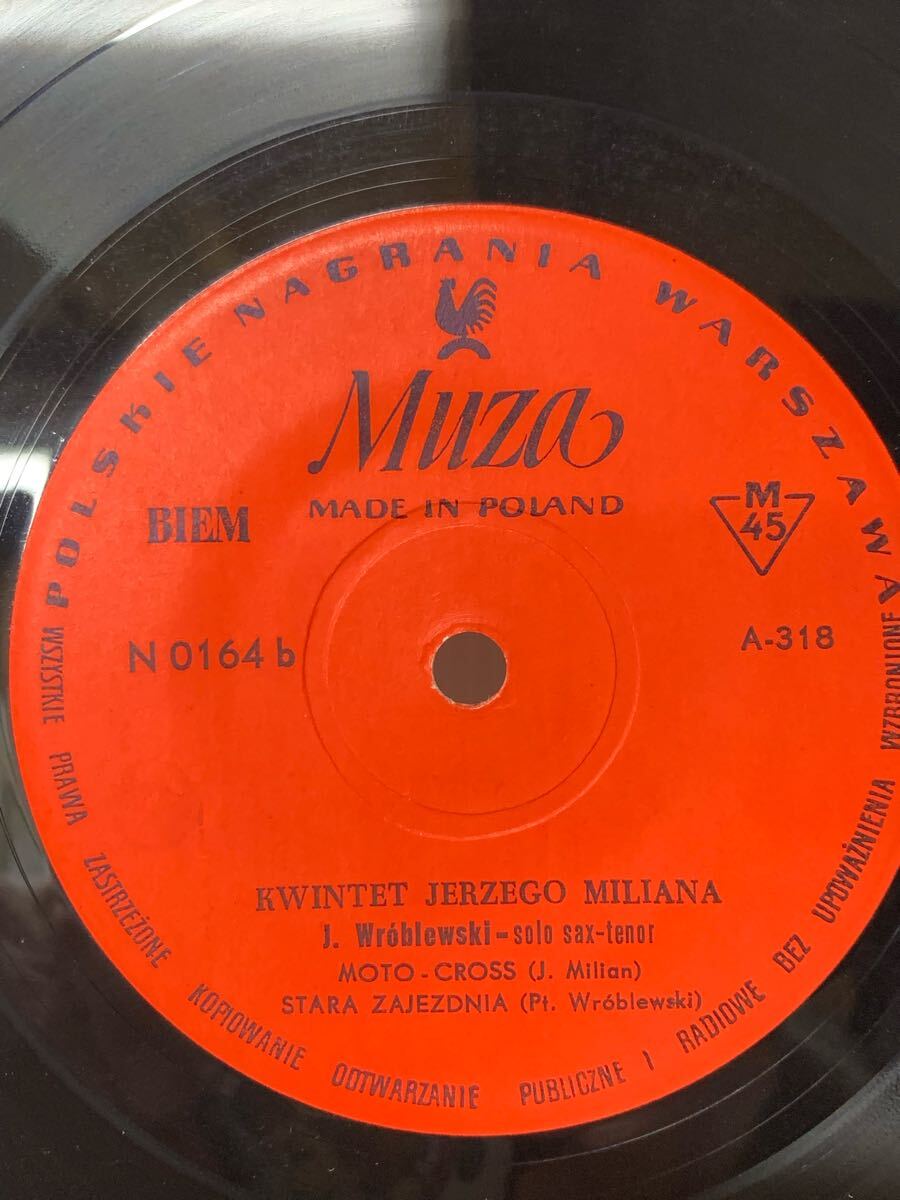 POLSKIE NAGRANIA WARSZAWA
Muza
MADE IN POLAND
BIEM
M
45
N 0164 b
A-318
KWINTET JERZEGO MILIANA
J. Wróblewski - solo sax-tenor
MOTO - CROSS (J. Milian)
STARA ZAJEZDNIA (Pt. Wróblewski)
WSZYSTKIE PRAWA ZASTRZEŻONE KOPIOWANIE ODTWARZANIE PUBLICZNE I RADIOWE BEZ UPOWAŻNIENIA WZBRONIONE